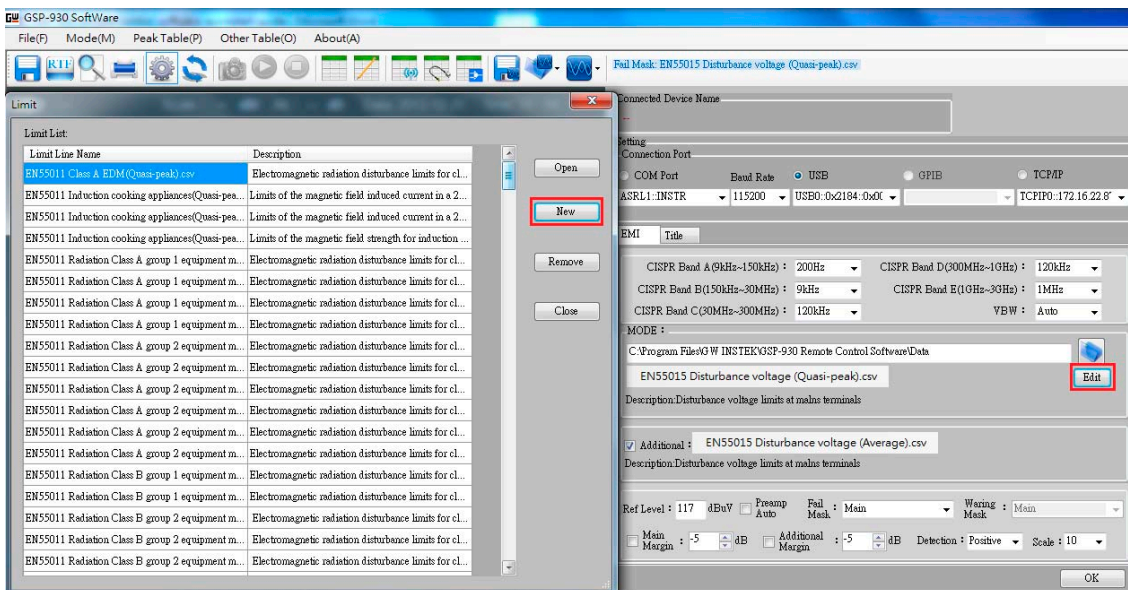 GW GSP-930 SoftWare
File(F) Mode(M) Peak Table(P) Other Table(O) About(A)
RTF
Fail Mask: EN55015 Disturbance voltage (Quasi-peak).csv
Limit
Limit List:
Limit Line Name Description
EN55011 Class A EDM(Quasi-peak).csv Electromagnetic radiation disturbance limits for cl...
EN55011 Induction cooking appliances(Quasi-pea... Limits of the magnetic field induced current in a 2...
EN55011 Induction cooking appliances(Quasi-pea... Limits of the magnetic field induced current in a 2...
EN55011 Induction cooking appliances(Quasi-pea... Limits of the magnetic field strength for induction ...
EN55011 Radiation Class A group 1 equipment m... Electromagnetic radiation disturbance limits for cl...
EN55011 Radiation Class A group 1 equipment m... Electromagnetic radiation disturbance limits for cl...
EN55011 Radiation Class A group 1 equipment m... Electromagnetic radiation disturbance limits for cl...
EN55011 Radiation Class A group 1 equipment m... Electromagnetic radiation disturbance limits for cl...
EN55011 Radiation Class A group 2 equipment m... Electromagnetic radiation disturbance limits for cl...
EN55011 Radiation Class A group 2 equipment m... Electromagnetic radiation disturbance limits for cl...
EN55011 Radiation Class A group 2 equipment m... Electromagnetic radiation disturbance limits for cl...
EN55011 Radiation Class A group 2 equipment m... Electromagnetic radiation disturbance limits for cl...
EN55011 Radiation Class A group 2 equipment m... Electromagnetic radiation disturbance limits for cl...
EN55011 Radiation Class B group 1 equipment m... Electromagnetic radiation disturbance limits for cl...
EN55011 Radiation Class B group 1 equipment m... Electromagnetic radiation disturbance limits for cl...
EN55011 Radiation Class B group 2 equipment m... Electromagnetic radiation disturbance limits for cl...
EN55011 Radiation Class B group 2 equipment m... Electromagnetic radiation disturbance limits for cl...
EN55011 Radiation Class B group 2 equipment m... Electromagnetic radiation disturbance limits for cl...
Open
New
Remove
Close
Connected Device Name
--
Setting
Connection Port
COM Port Baud Rate USB GPIB TCP/IP
ASRL1::INSTR 115200 USB0::0x2184::0x0( TCPIP0::172.16.22.8
EMI Title
CISPR Band A(9kHz~150kHz) : 200Hz CISPR Band D(300MHz~1GHz) : 120kHz
CISPR Band B(150kHz~30MHz) : 9kHz CISPR Band E(1GHz~3GHz) : 1MHz
CISPR Band C(30MHz~300MHz) : 120kHz VBW : Auto
MODE :
C:\Program Files\GW INSTEK\GSP-930 Remote Control Software\Data
EN55015 Disturbance voltage (Quasi-peak).csv Edit
Description:Disturbance voltage limits at malns terminals
Additional : EN55015 Disturbance voltage (Average).csv
Description:Disturbance voltage limits at malns terminals
Ref Level : 117 dBuV Preamp Auto Fail Mask : Main Waring Mask : Main
Main Margin : -5 dB Additional Margin : -5 dB Detection : Positive Scale : 10
OK